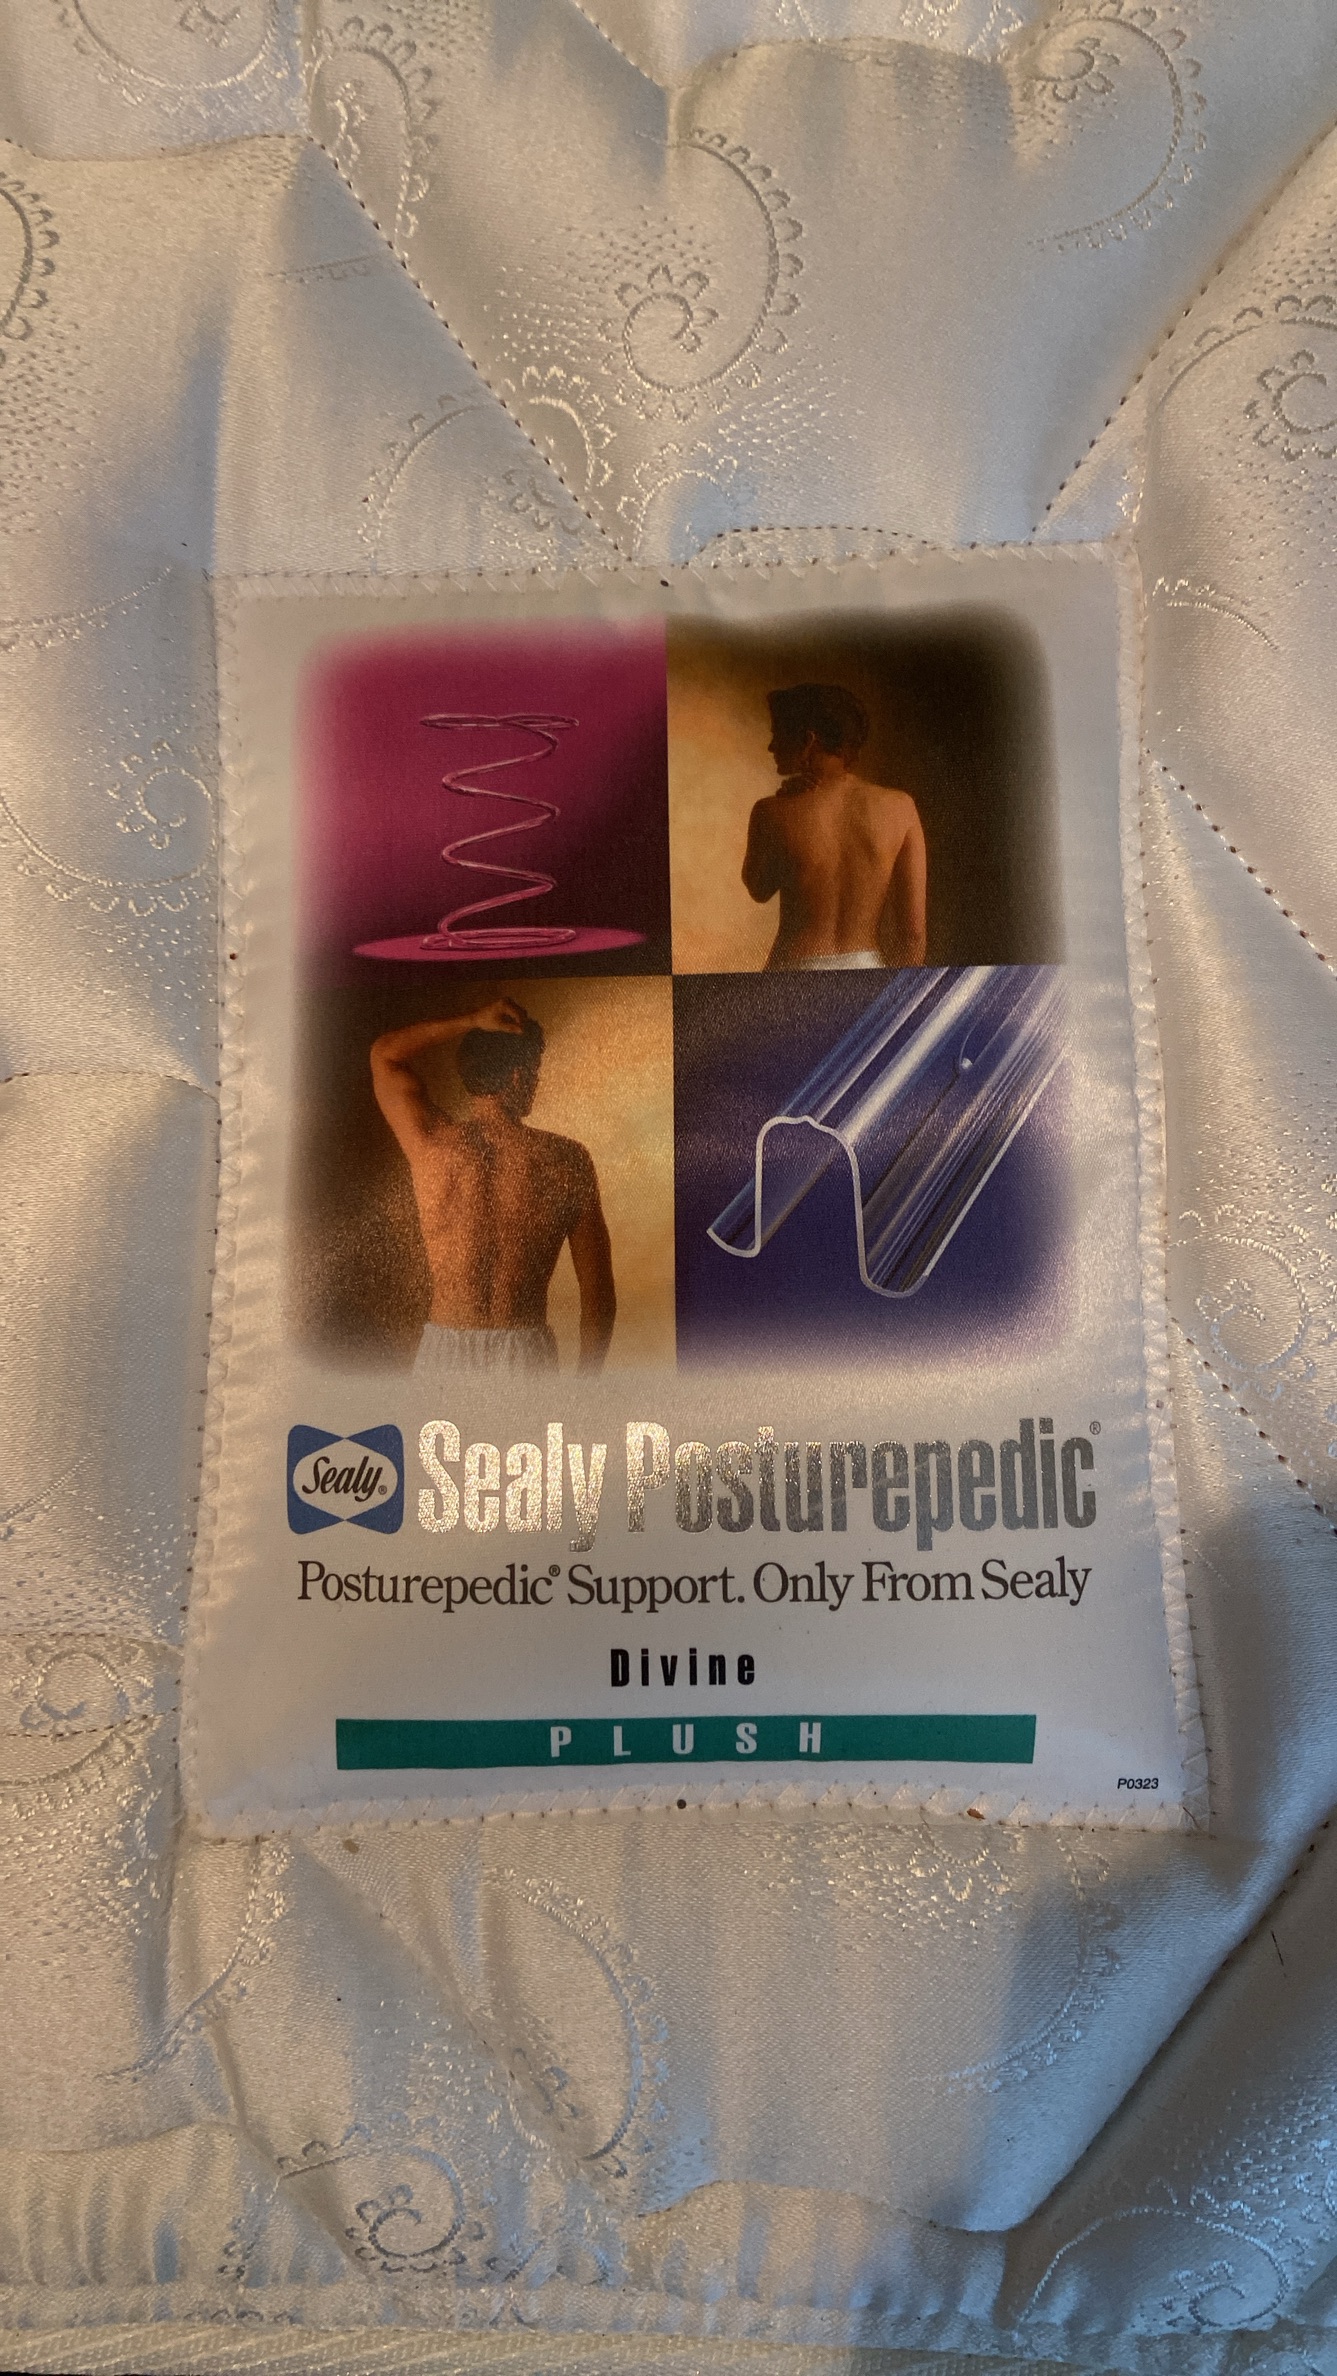 Sealy® Sealy Posturepedic®
Posturepedic® Support. Only From Sealy
Divine
PLUSH
P0323